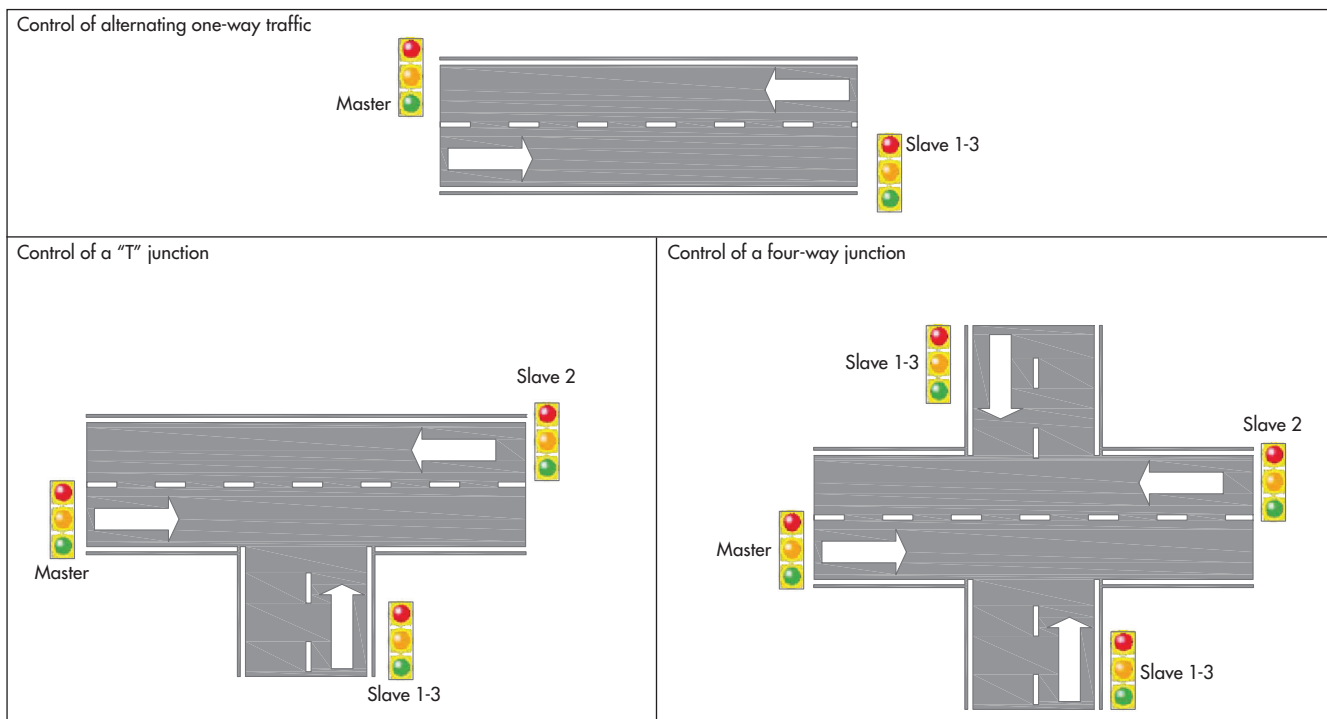 Control of alternating one-way traffic
Master
Slave 1-3
Control of a “T” junction
Slave 2
Master
Slave 1-3
Control of a four-way junction
Slave 1-3
Slave 2
Master
Slave 1-3